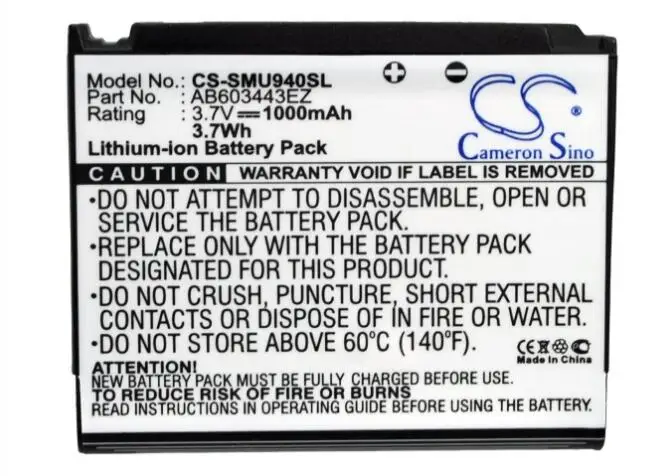 Model No.: CS-SMU940SL
Part No.: AB603443EZ
Rating : 3.7V⎓1000mAh
3.7Wh
Lithium-ion Battery Pack
CS
®
Cameron Sino
CAUTION WARRANTY VOID IF LABEL IS REMOVED
•DO NOT ATTEMPT TO DISASSEMBLE, OPEN OR
SERVICE THE BATTERY PACK.
•REPLACE ONLY WITH THE BATTERY PACK
DESIGNATED FOR THIS PRODUCT.
•DO NOT CRUSH, PUNCTURE, SHORT EXTERNAL
CONTACTS OR DISPOSE OF IN FIRE OR WATER.
•DO NOT STORE ABOVE 60°C (140°F).
CE
Made In China
ATTENTION!
NEW BATTERY PACK MUST BE FULLY CHARGED BEFORE USE.
TO REDUCE RISK OF FIRE OR BURNS
READ INSTRUCTIONS IN OPERATING GUIDE BEFORE USING THE BATTERY.